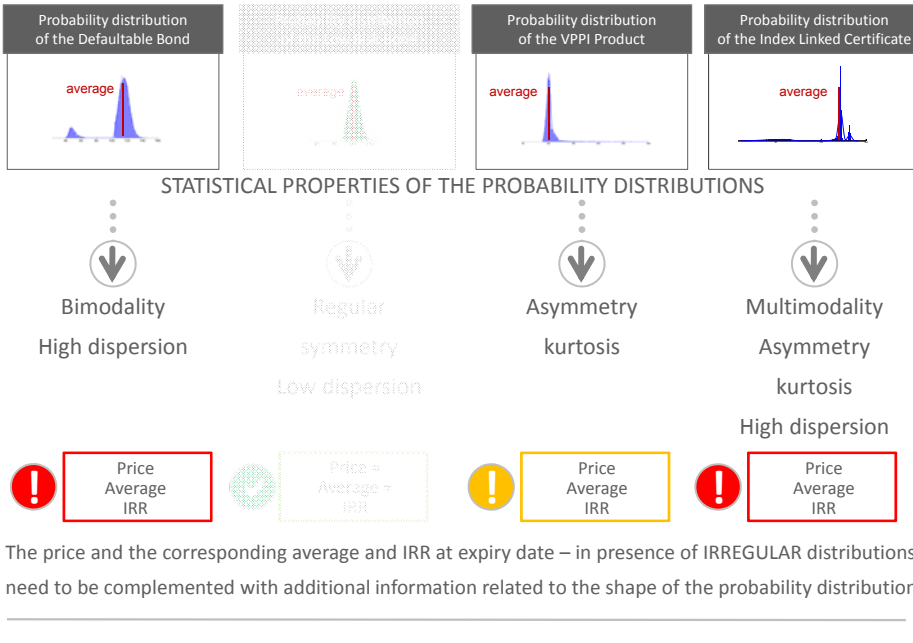 Probability distribution
of the Defaultable Bond
Probability distribution
of the VPPI Product
Probability distribution
of the Index Linked Certificate
average
average
average
average
STATISTICAL PROPERTIES OF THE PROBABILITY DISTRIBUTIONS
Bimodality
High dispersion
Regular
symmetry
Low dispersion
Asymmetry
kurtosis
Multimodality
Asymmetry
kurtosis
High dispersion
Price
Average
IRR
Price =
Average =
IRR
Price
Average
IRR
Price
Average
IRR
The price and the corresponding average and IRR at expiry date – in presence of IRREGULAR distributions
need to be complemented with additional information related to the shape of the probability distribution